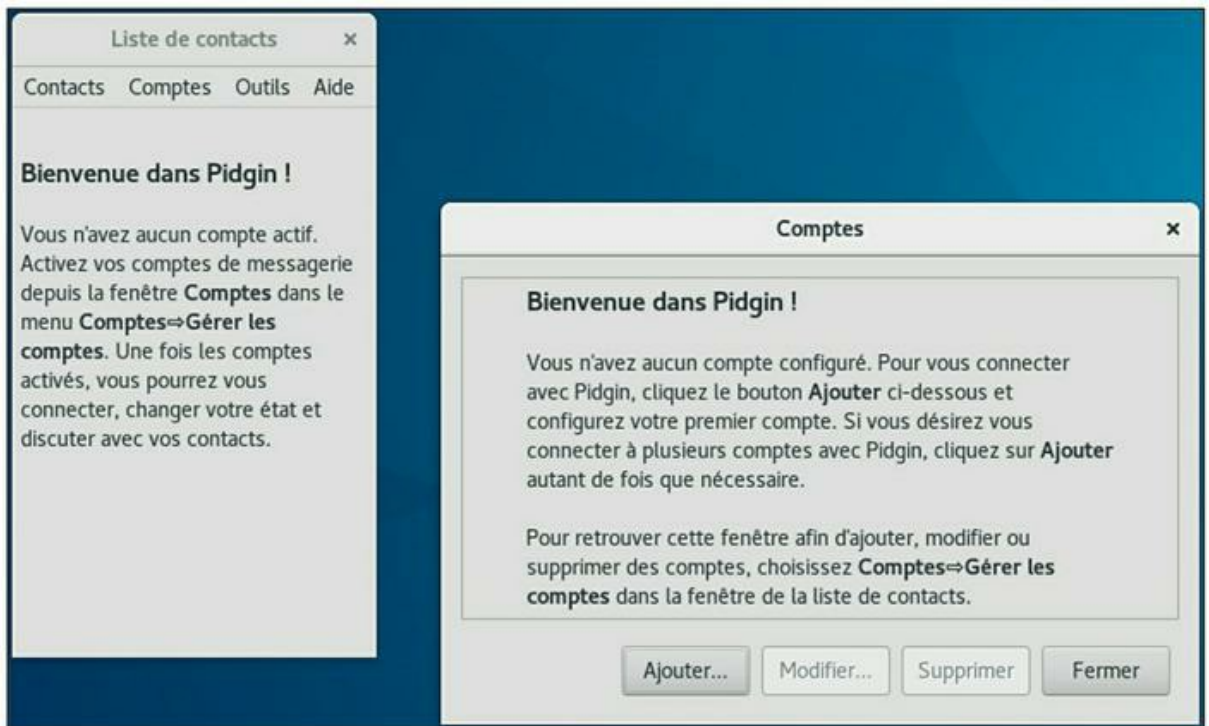 Liste de contacts ×
Contacts Comptes Outils Aide
Bienvenue dans Pidgin !
Vous n'avez aucun compte actif.
Activez vos comptes de messagerie
depuis la fenêtre Comptes dans le
menu Comptes⇨Gérer les
comptes. Une fois les comptes
activés, vous pourrez vous
connecter, changer votre état et
discuter avec vos contacts.
Comptes ×
Bienvenue dans Pidgin !
Vous n'avez aucun compte configuré. Pour vous connecter
avec Pidgin, cliquez le bouton Ajouter ci-dessous et
configurez votre premier compte. Si vous désirez vous
connecter à plusieurs comptes avec Pidgin, cliquez sur Ajouter
autant de fois que nécessaire.
Pour retrouver cette fenêtre afin d'ajouter, modifier ou
supprimer des comptes, choisissez Comptes⇨Gérer les
comptes dans la fenêtre de la liste de contacts.
Ajouter... Modifier... Supprimer Fermer